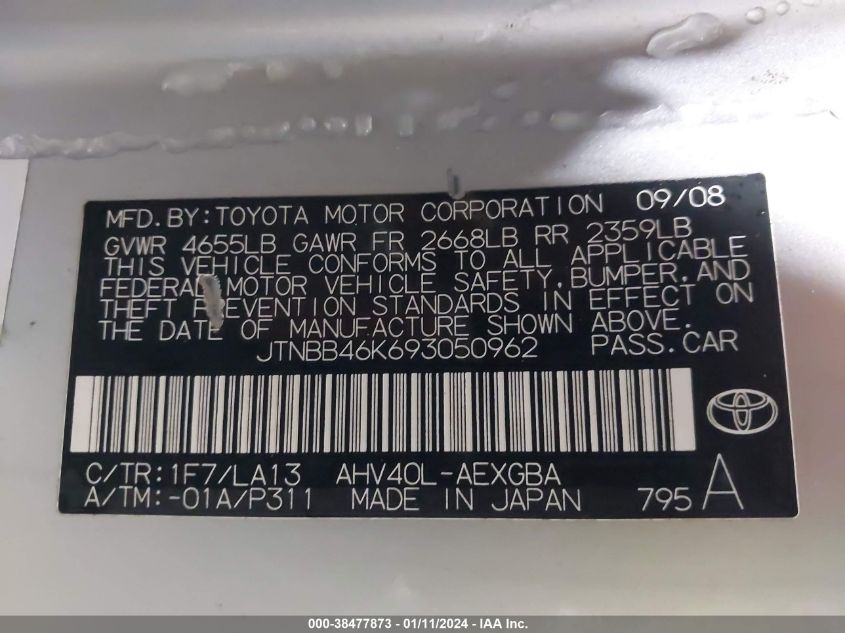 MFD. BY: TOYOTA MOTOR CORPORATION 09/08
GVWR 4655LB GAWR FR 2668LB RR 2359LB
THIS VEHICLE CONFORMS TO ALL APPLICABLE
FEDERAL MOTOR VEHICLE SAFETY, BUMPER, AND
THEFT PREVENTION STANDARDS IN EFFECT ON
THE DATE OF MANUFACTURE SHOWN ABOVE.
JTNBB46K693050962 PASS. CAR
C/TR: 1F7/LA13 AHV40L-AEXGBA
A/TM: -01A/P311 MADE IN JAPAN 795 A
000-38477873 - 01/11/2024 - IAA Inc.